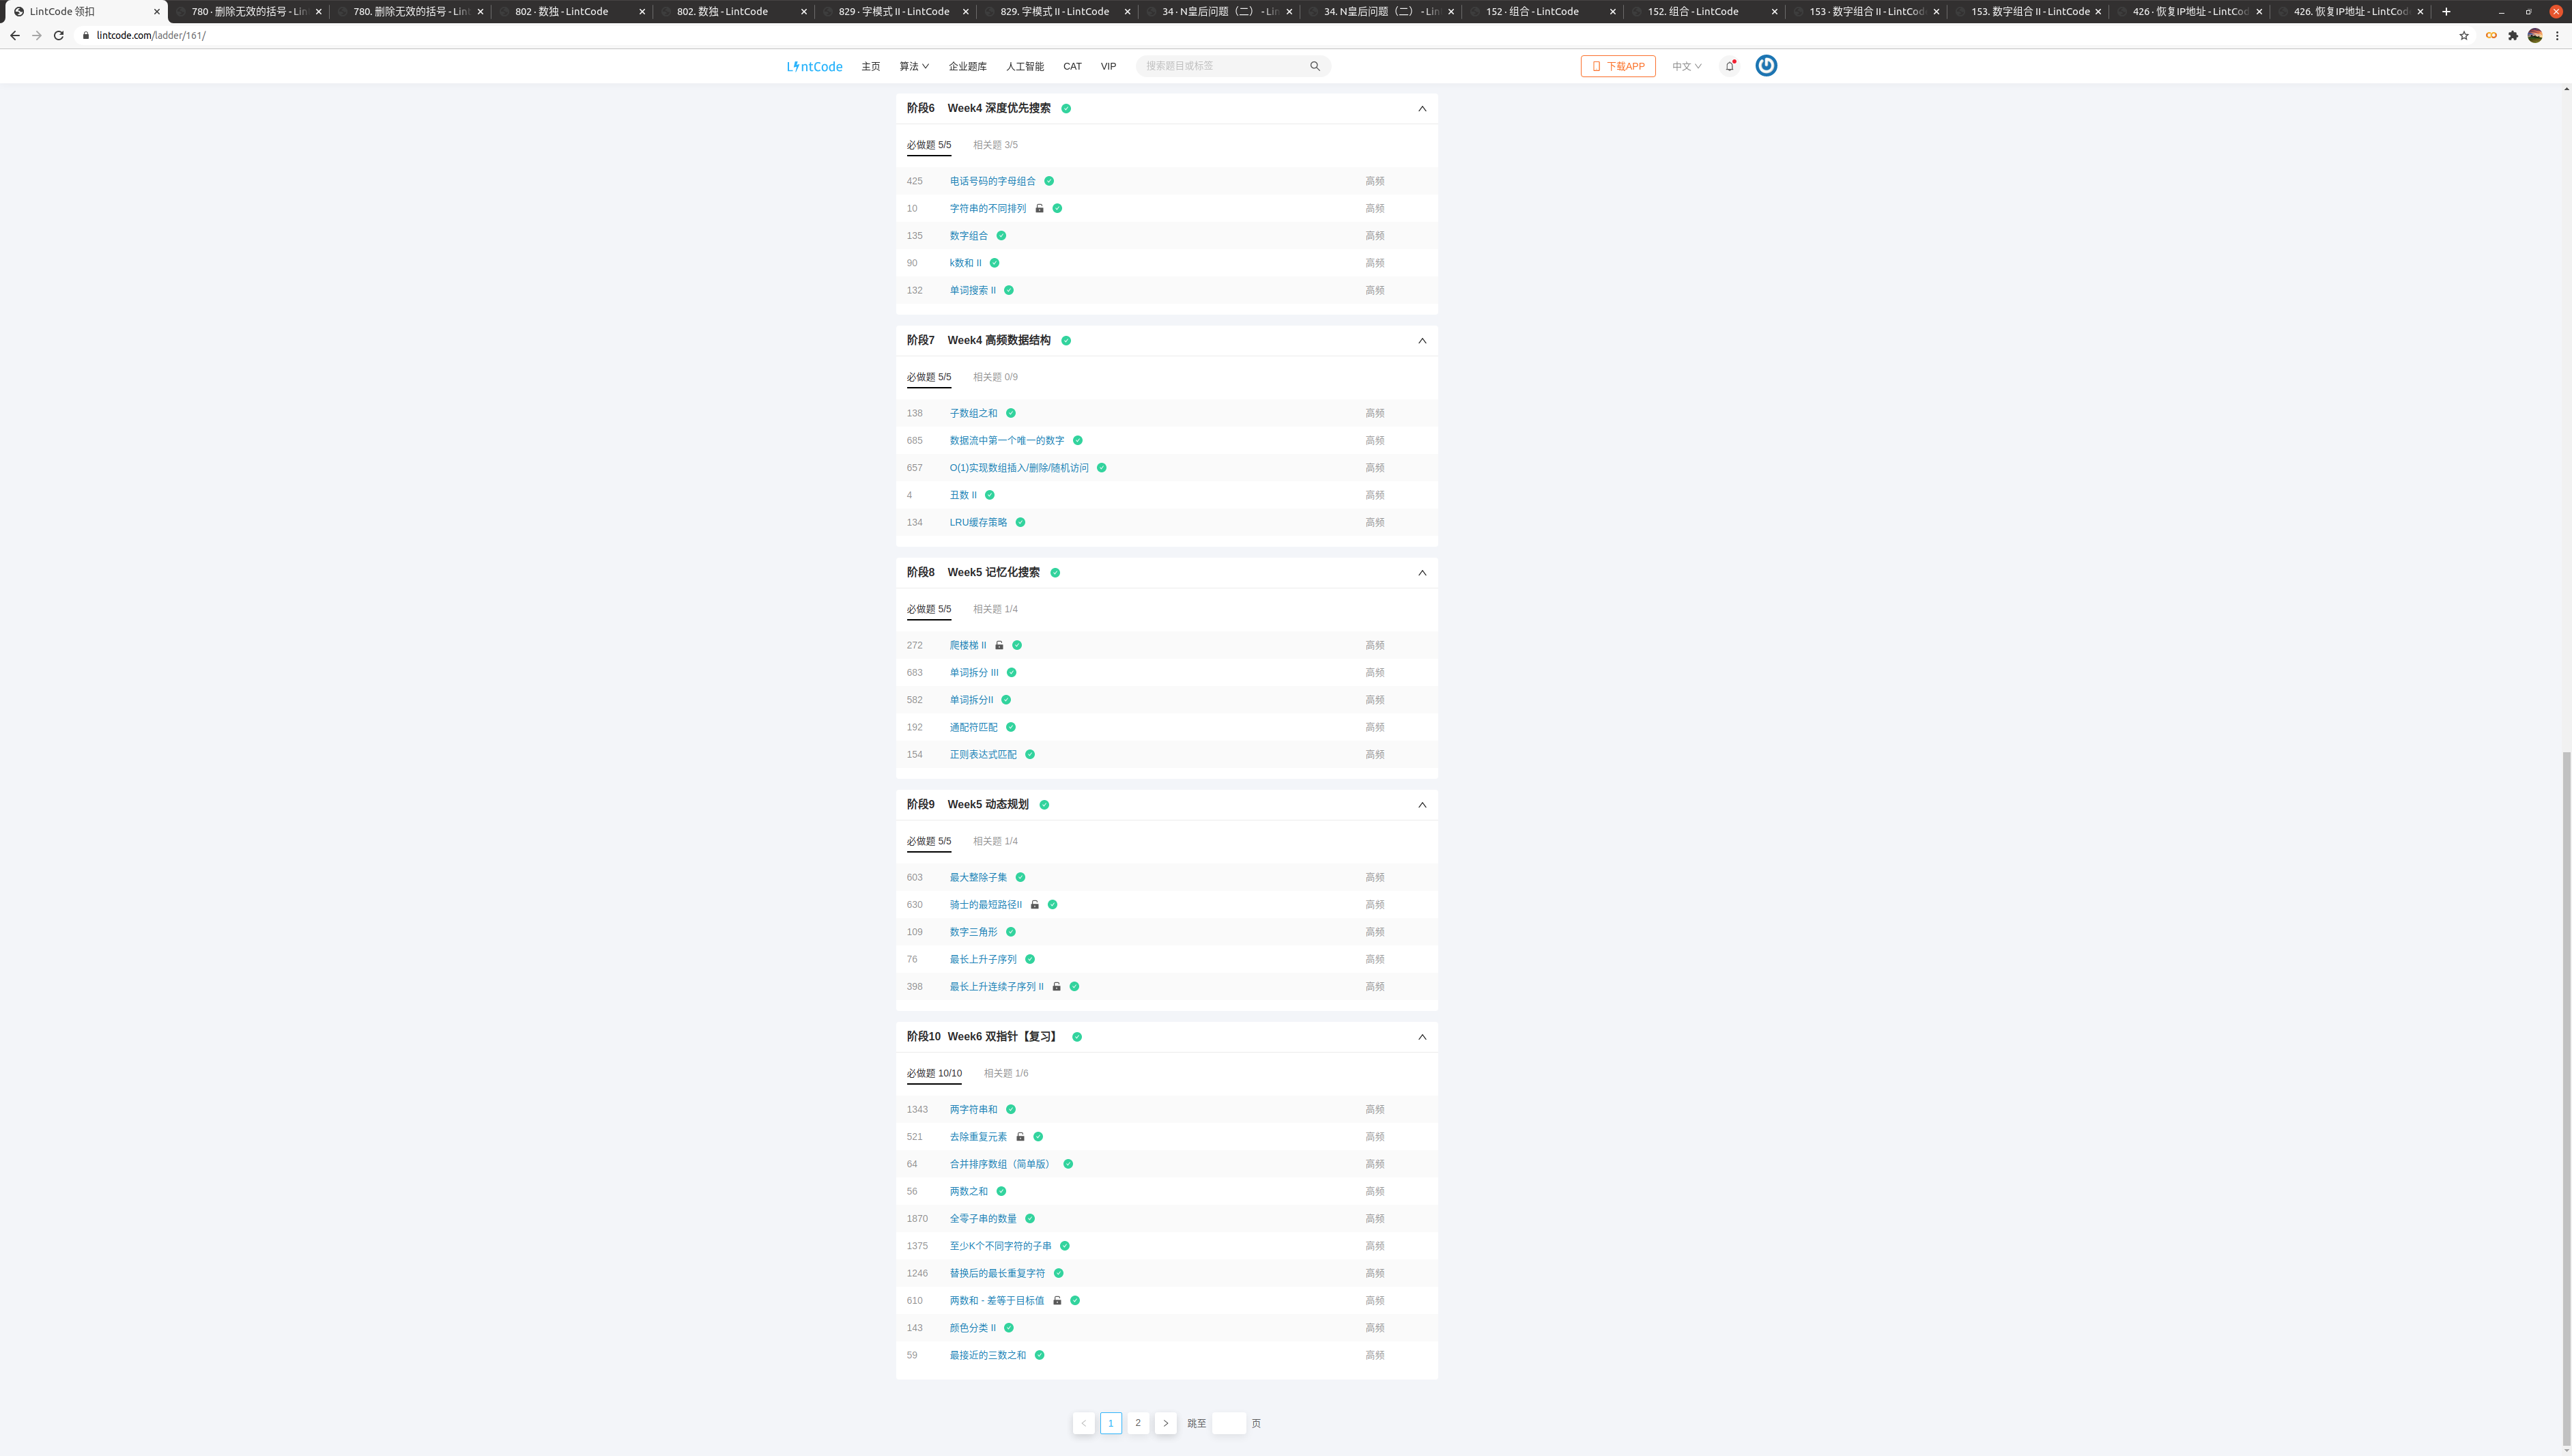 LintCode 领扣
780 · 删除无效的括号 - Lin
780. 删除无效的括号 - Lint
802 · 数独 - LintCode
802. 数独 - LintCode
829 · 字模式 II - LintCode
829. 字模式 II - LintCode
34 · N皇后问题（二） - Lin
34. N皇后问题（二） - Lin
152 · 组合 - LintCode
152. 组合 - LintCode
153 · 数字组合 II - LintCode
153. 数字组合 II - LintCode
426 · 恢复IP地址 - LintCod
426. 恢复IP地址 - LintCode
lintcode.com/ladder/161/
LintCode 主页 算法 企业题库 人工智能 CAT VIP 搜索题目或标签 下载APP 中文
阶段6 Week4 深度优先搜索
必做题 5/5 相关题 3/5
425 电话号码的字母组合 高频
10 字符串的不同排列 高频
135 数字组合 高频
90 k数和 II 高频
132 单词搜索 II 高频
阶段7 Week4 高频数据结构
必做题 5/5 相关题 0/9
138 子数组之和 高频
685 数据流中第一个唯一的数字 高频
657 O(1)实现数组插入/删除/随机访问 高频
4 丑数 II 高频
134 LRU缓存策略 高频
阶段8 Week5 记忆化搜索
必做题 5/5 相关题 1/4
272 爬楼梯 II 高频
683 单词拆分 III 高频
582 单词拆分II 高频
192 通配符匹配 高频
154 正则表达式匹配 高频
阶段9 Week5 动态规划
必做题 5/5 相关题 1/4
603 最大整除子集 高频
630 骑士的最短路径II 高频
109 数字三角形 高频
76 最长上升子序列 高频
398 最长上升连续子序列 II 高频
阶段10 Week6 双指针【复习】
必做题 10/10 相关题 1/6
1343 两字符串和 高频
521 去除重复元素 高频
64 合并排序数组（简单版） 高频
56 两数之和 高频
1870 全零子串的数量 高频
1375 至少K个不同字符的子串 高频
1246 替换后的最长重复字符 高频
610 两数和 - 差等于目标值 高频
143 颜色分类 II 高频
59 最接近的三数之和 高频
1 2 跳至 页